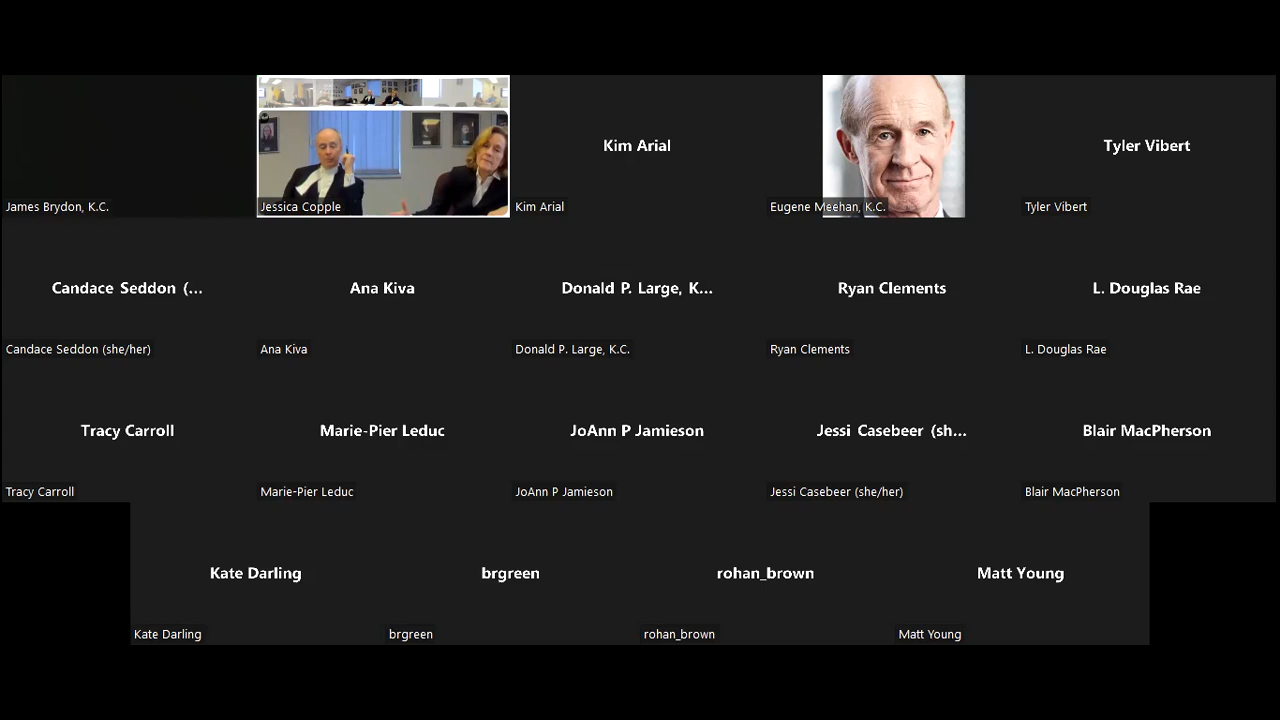 Kim Arial
Tyler Vibert
James Brydon, K.C.
Jessica Copple
Kim Arial
Eugene Meehan, K.C.
Tyler Vibert
Candace Seddon (...
Ana Kiva
Donald P. Large, K...
Ryan Clements
L. Douglas Rae
Candace Seddon (she/her)
Ana Kiva
Donald P. Large, K.C.
Ryan Clements
L. Douglas Rae
Tracy Carroll
Marie-Pier Leduc
JoAnn P Jamieson
Jessi Casebeer (sh...
Blair MacPherson
Tracy Carroll
Marie-Pier Leduc
JoAnn P Jamieson
Jessi Casebeer (she/her)
Blair MacPherson
Kate Darling
brgreen
rohan_brown
Matt Young
Kate Darling
brgreen
rohan_brown
Matt Young